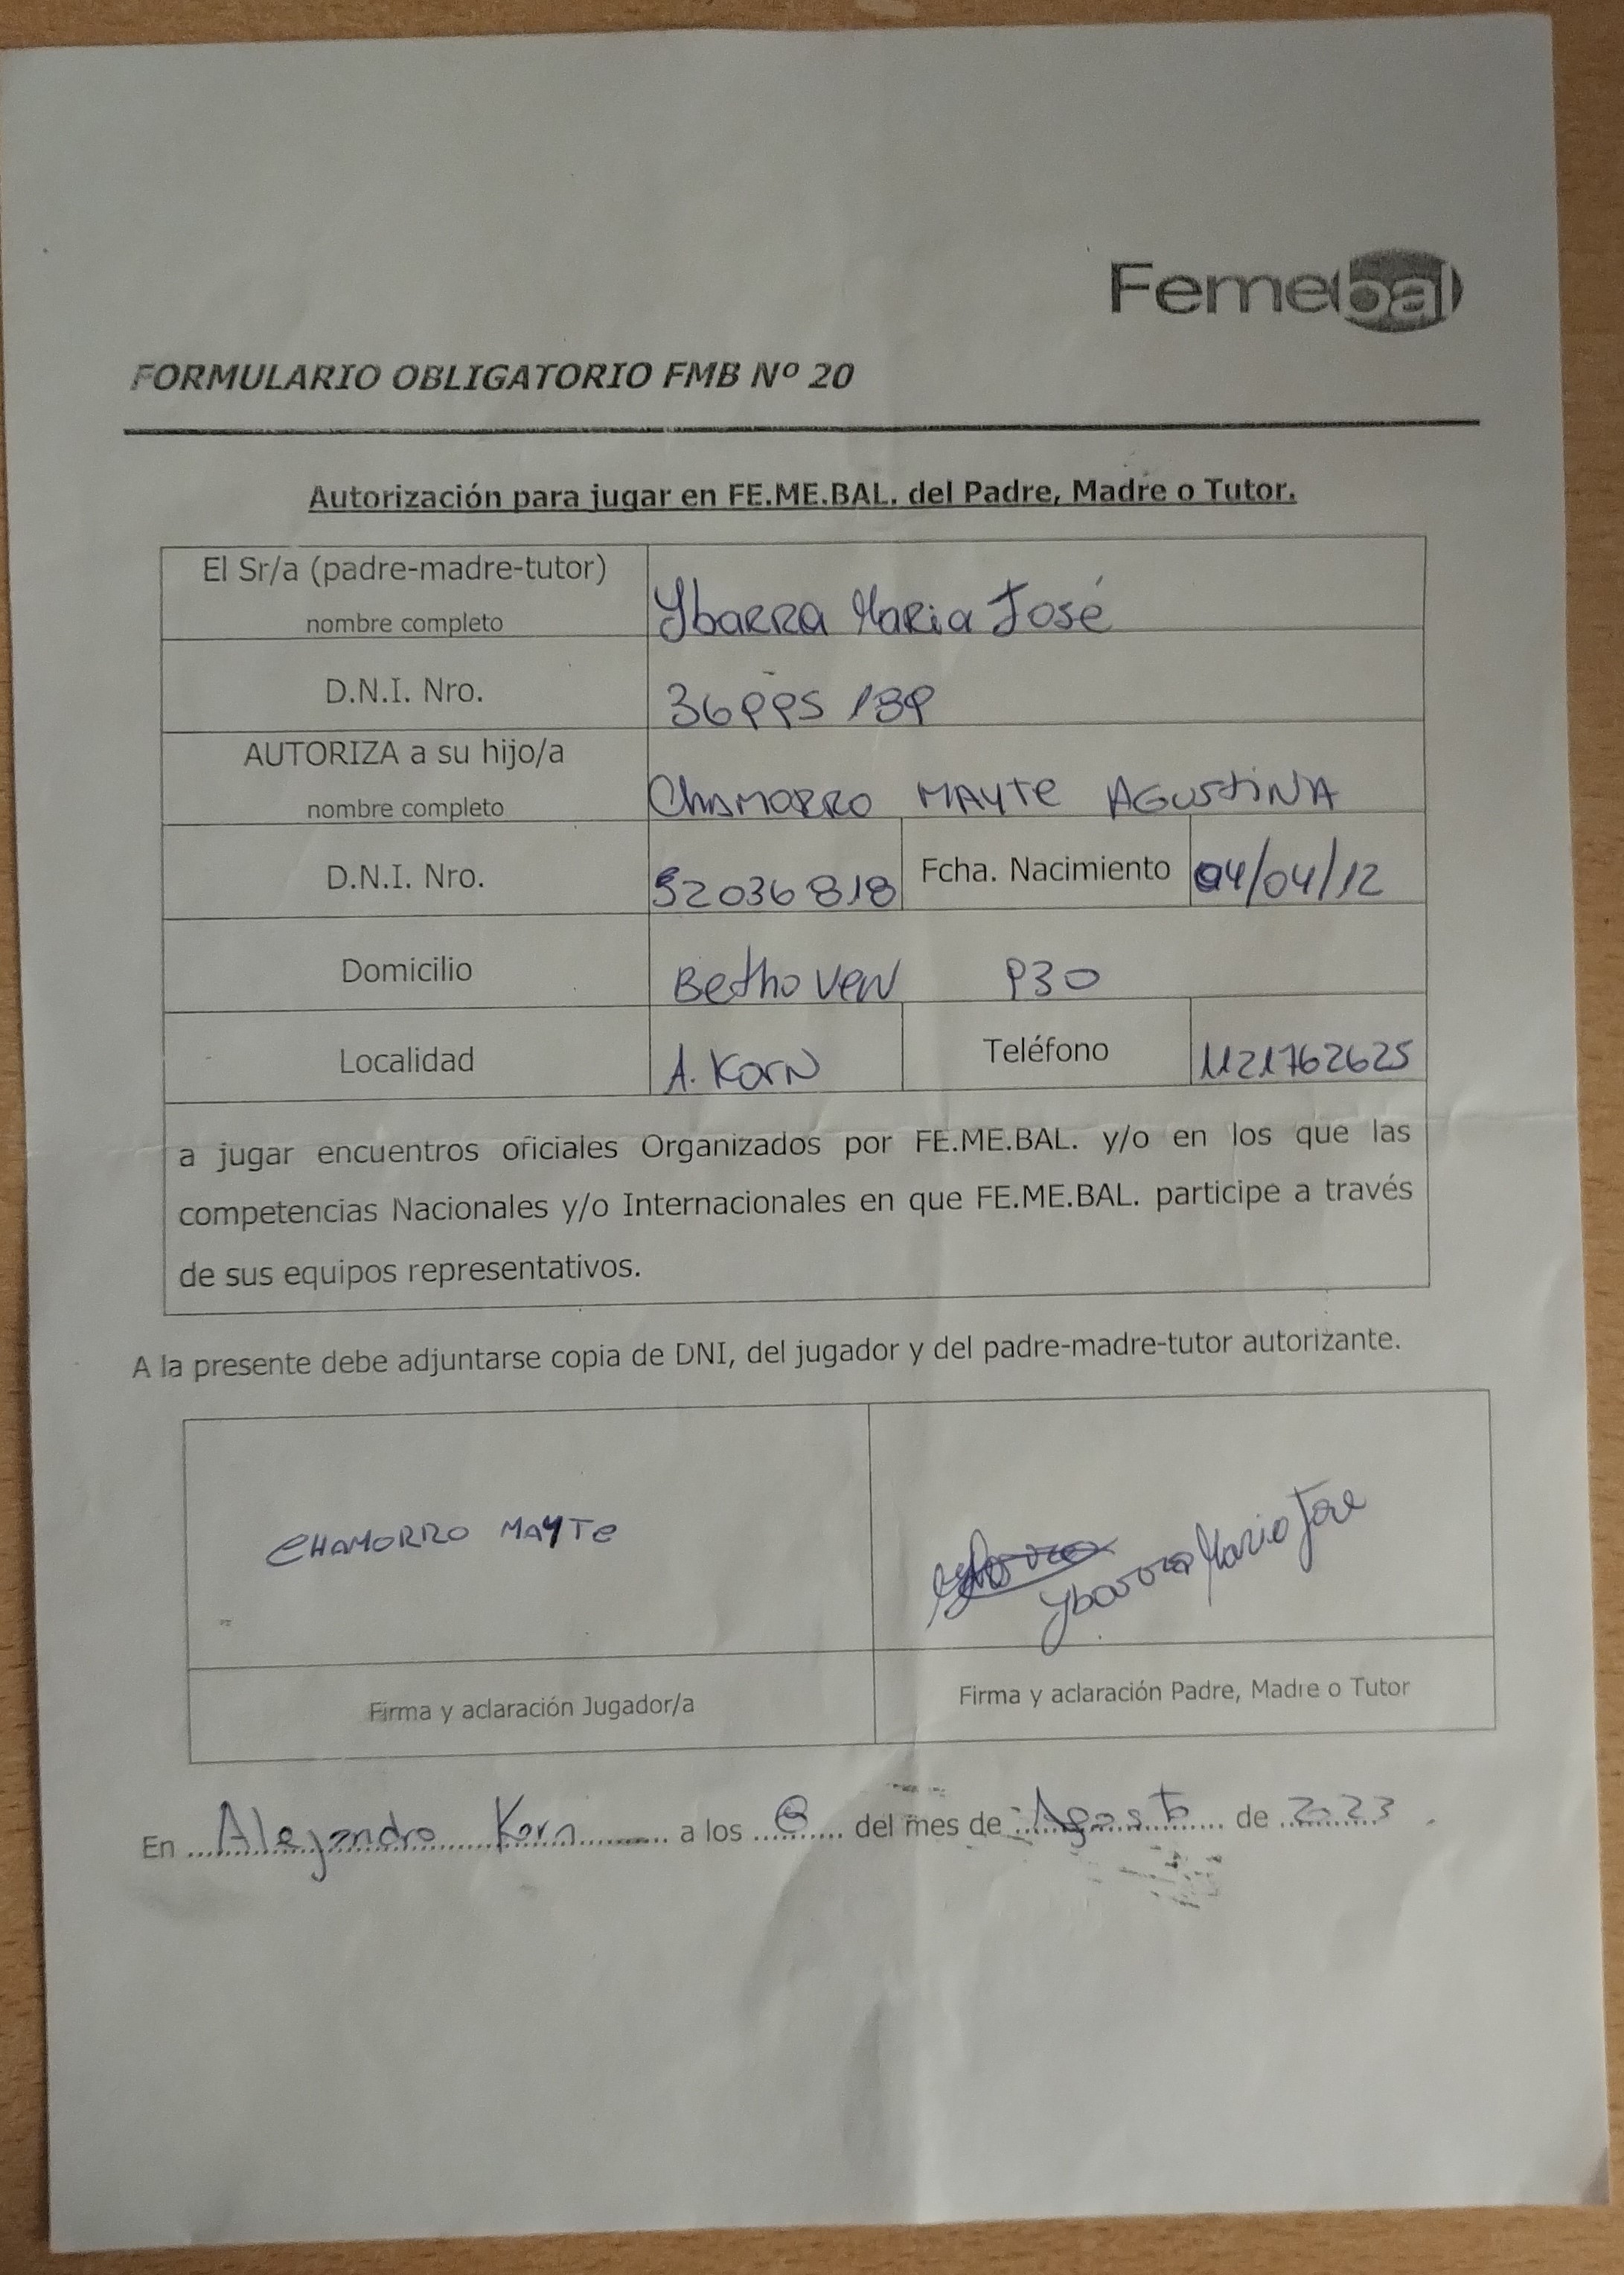 Femebal
FORMULARIO OBLIGATORIO FMB Nº 20
Autorización para jugar en FE.ME.BAL. del Padre, Madre o Tutor.
El Sr/a (padre-madre-tutor)
nombre completo
Ybarra Maria José
D.N.I. Nro.
36995 139
AUTORIZA a su hijo/a
nombre completo
Chamorro MAYTE AGUSTINA
D.N.I. Nro.
52036818
Fcha. Nacimiento
04/04/12
Domicilio
Bethoven 930
Localidad
A. Korn
Teléfono
1121762625
a jugar encuentros oficiales Organizados por FE.ME.BAL. y/o en los que las
competencias Nacionales y/o Internacionales en que FE.ME.BAL. participe a través
de sus equipos representativos.
A la presente debe adjuntarse copia de DNI, del jugador y del padre-madre-tutor autorizante.
CHAMORRO MAYTE
Ybarra Maria Jose
Firma y aclaración Jugador/a
Firma y aclaración Padre, Madre o Tutor
En Alejandro Korn a los del mes de Agosto de 2023